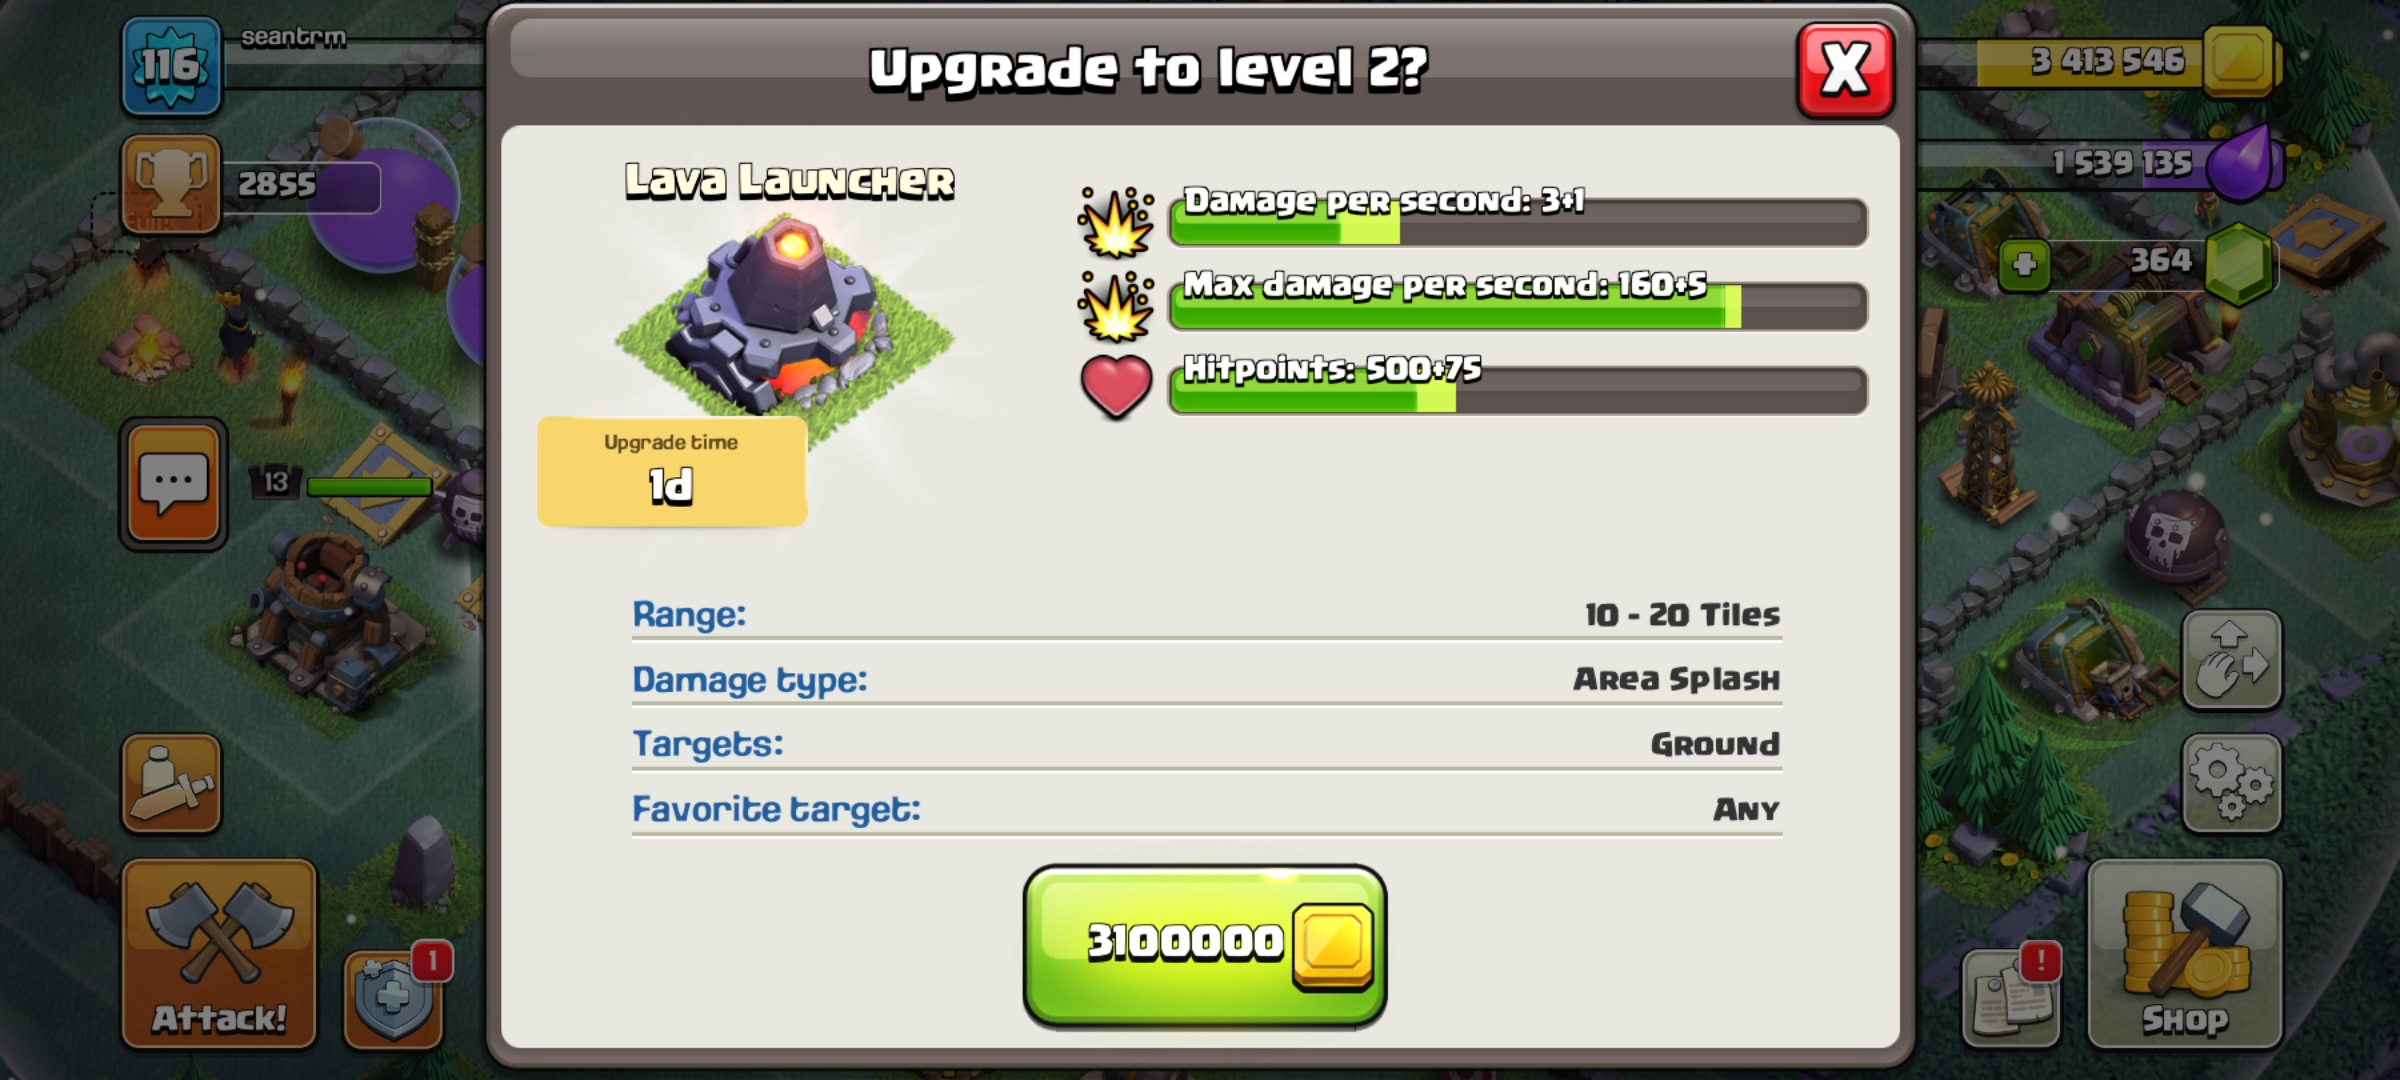 116
seantrm
2855
13
Attack!
1
Upgrade to level 2?
X
Lava Launcher
Upgrade time
1d
Damage per second: 3+1
Max damage per second: 160+5
Hitpoints: 500+75
Range: 10 - 20 Tiles
Damage type: Area Splash
Targets: Ground
Favorite target: Any
3100000
3 413 546
1 539 135
364
!
Shop